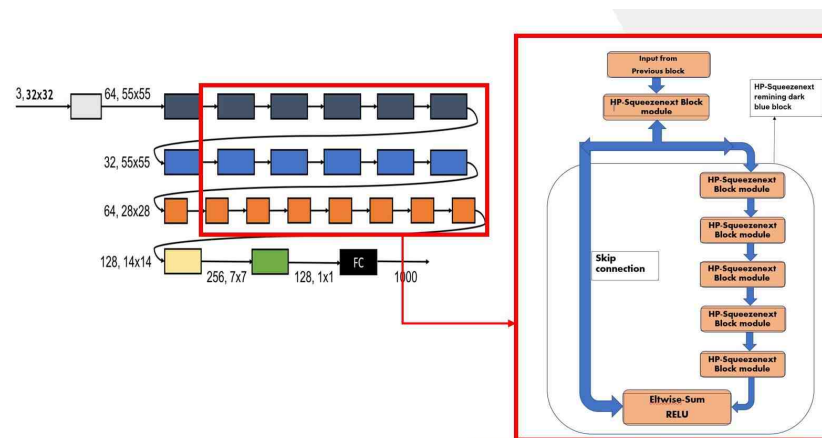 3, 32x32
64, 55x55
32, 55x55
64, 28x28
128, 14x14
256, 7x7
128, 1x1
FC
1000
Input from
Previous block
HP-Squeezenext Block
module
HP-Squeezenext
remining dark
blue block
HP-Squeezenext
Block module
HP-Squeezenext
Block module
HP-Squeezenext
Block module
HP-Squeezenext
Block module
HP-Squeezenext
Block module
Skip
connection
Eltwise-Sum
RELU